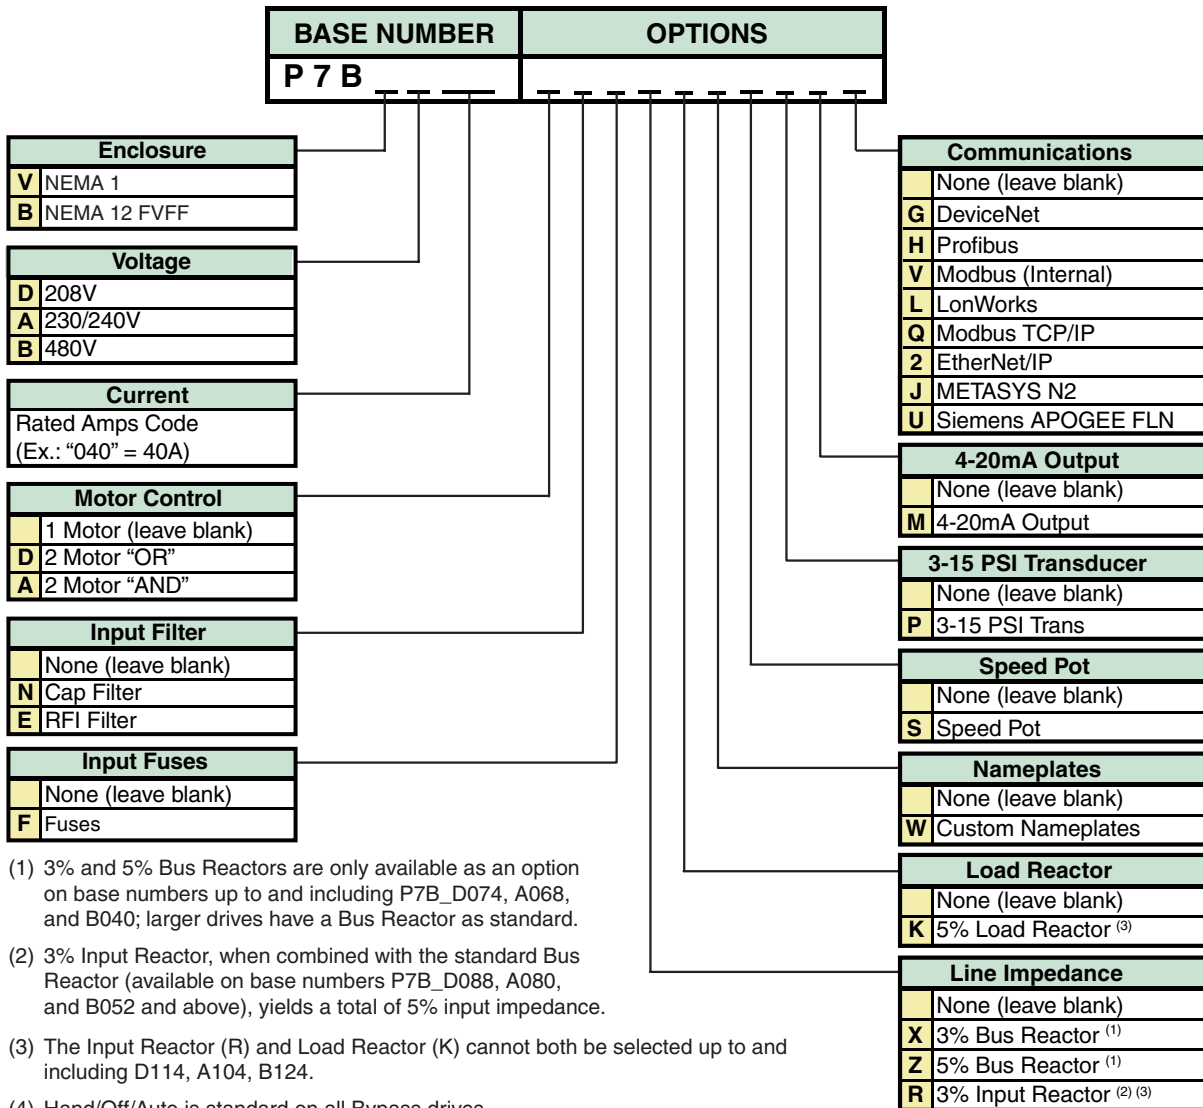 BASE NUMBER OPTIONS
P 7 B
Enclosure
V NEMA 1
B NEMA 12 FVFF
Voltage
D 208V
A 230/240V
B 480V
Current
Rated Amps Code
(Ex.: “040” = 40A)
Motor Control
1 Motor (leave blank)
D 2 Motor “OR”
A 2 Motor “AND”
Input Filter
None (leave blank)
N Cap Filter
E RFI Filter
Input Fuses
None (leave blank)
F Fuses
Communications
None (leave blank)
G DeviceNet
H Profibus
V Modbus (Internal)
L LonWorks
Q Modbus TCP/IP
2 EtherNet/IP
J METASYS N2
U Siemens APOGEE FLN
4-20mA Output
None (leave blank)
M 4-20mA Output
3-15 PSI Transducer
None (leave blank)
P 3-15 PSI Trans
Speed Pot
None (leave blank)
S Speed Pot
Nameplates
None (leave blank)
W Custom Nameplates
Load Reactor
None (leave blank)
K 5% Load Reactor (3)
Line Impedance
None (leave blank)
X 3% Bus Reactor (1)
Z 5% Bus Reactor (1)
R 3% Input Reactor (2) (3)
(1) 3% and 5% Bus Reactors are only available as an option
on base numbers up to and including P7B_D074, A068,
and B040; larger drives have a Bus Reactor as standard.
(2) 3% Input Reactor, when combined with the standard Bus
Reactor (available on base numbers P7B_D088, A080,
and B052 and above), yields a total of 5% input impedance.
(3) The Input Reactor (R) and Load Reactor (K) cannot both be selected up to and
including D114, A104, B124.
(4) Hand/Off/Auto is standard on all Bypass drives